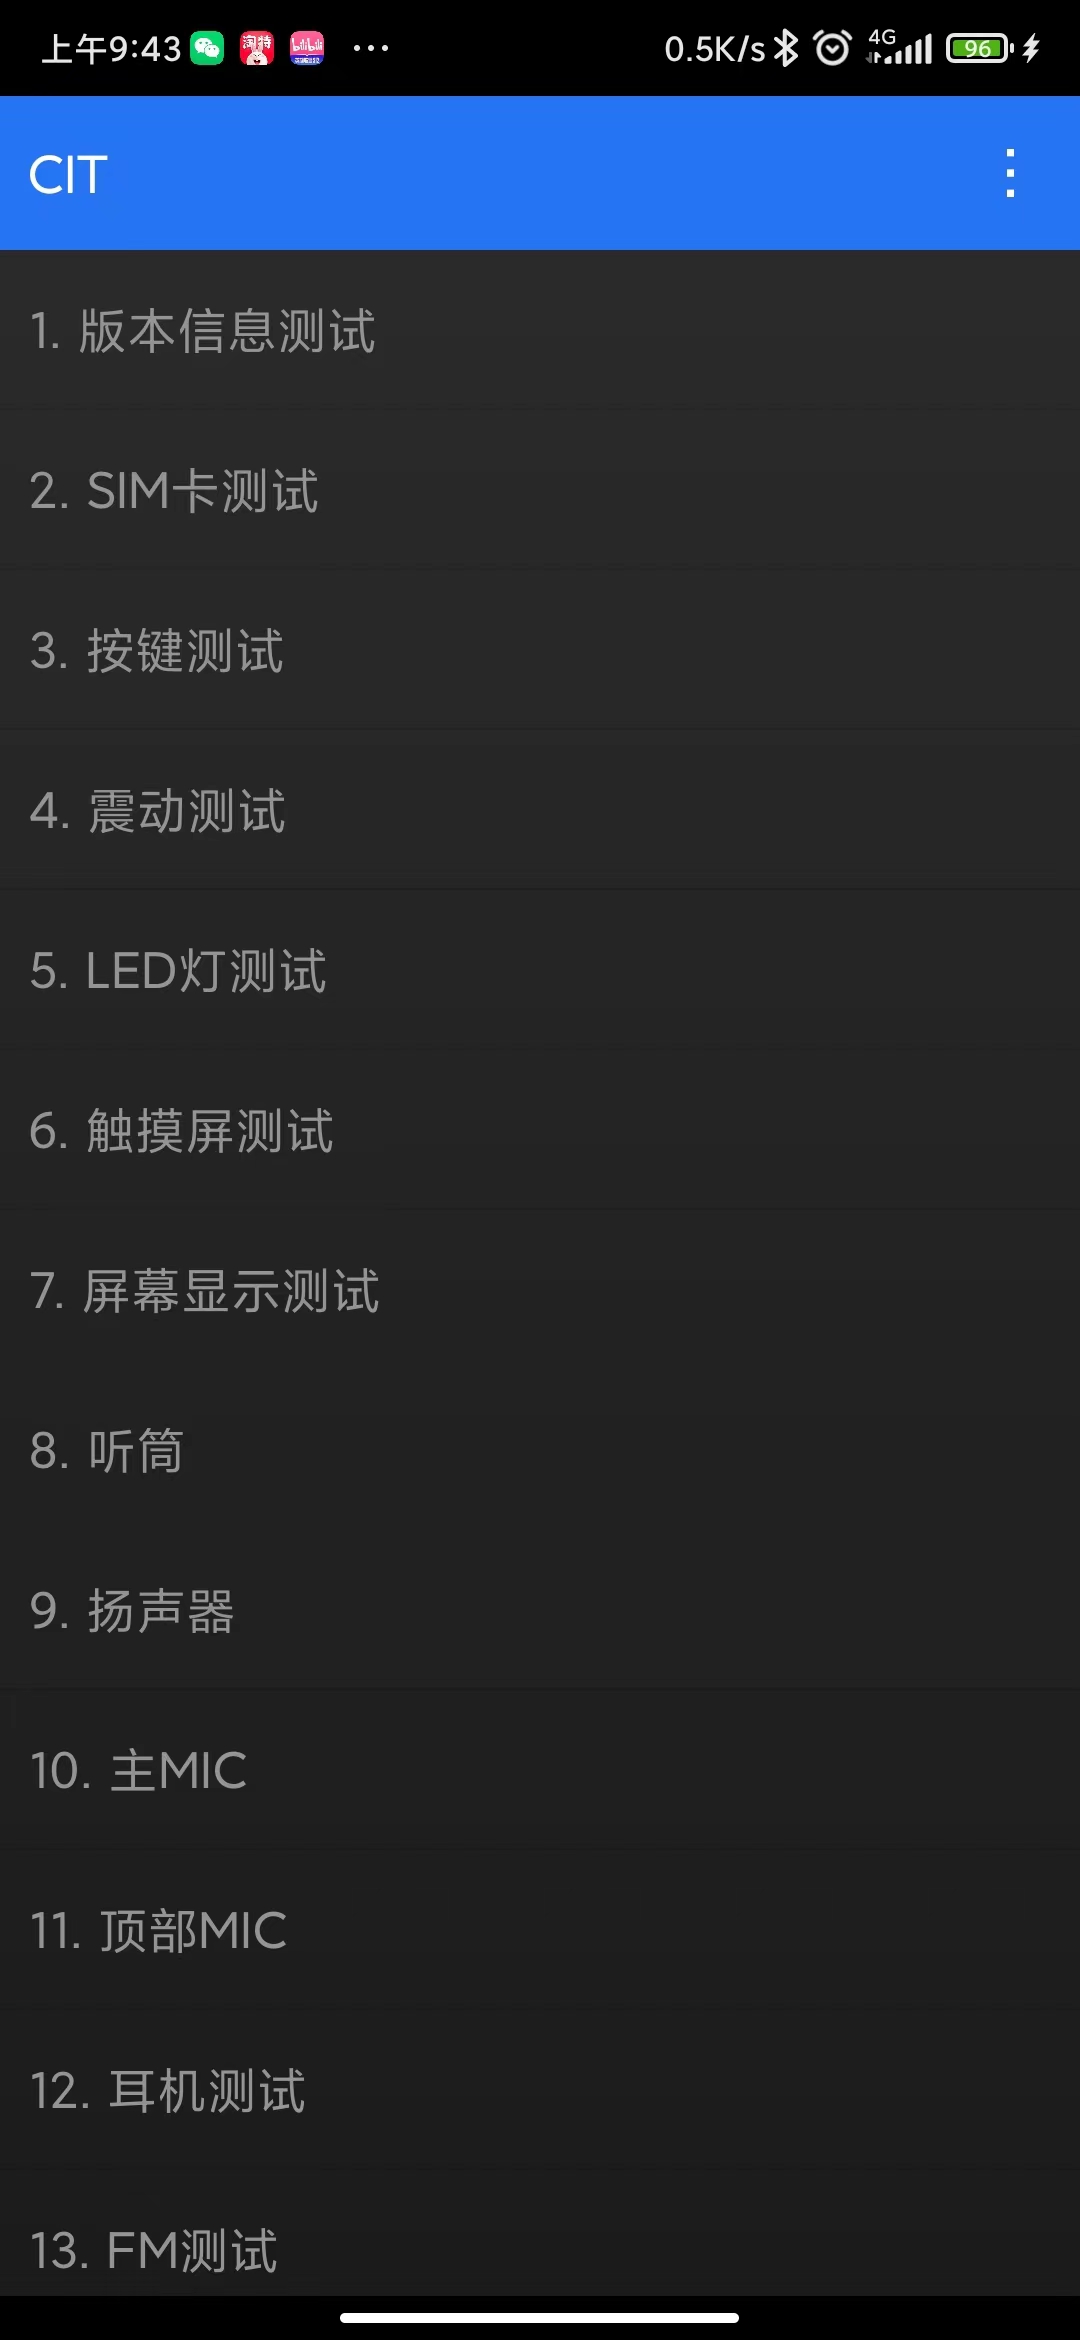 上午9:43 淘特 bilibili ... 0.5K/s 4G 96
CIT
1. 版本信息测试
2. SIM卡测试
3. 按键测试
4. 震动测试
5. LED灯测试
6. 触摸屏测试
7. 屏幕显示测试
8. 听筒
9. 扬声器
10. 主MIC
11. 顶部MIC
12. 耳机测试
13. FM测试